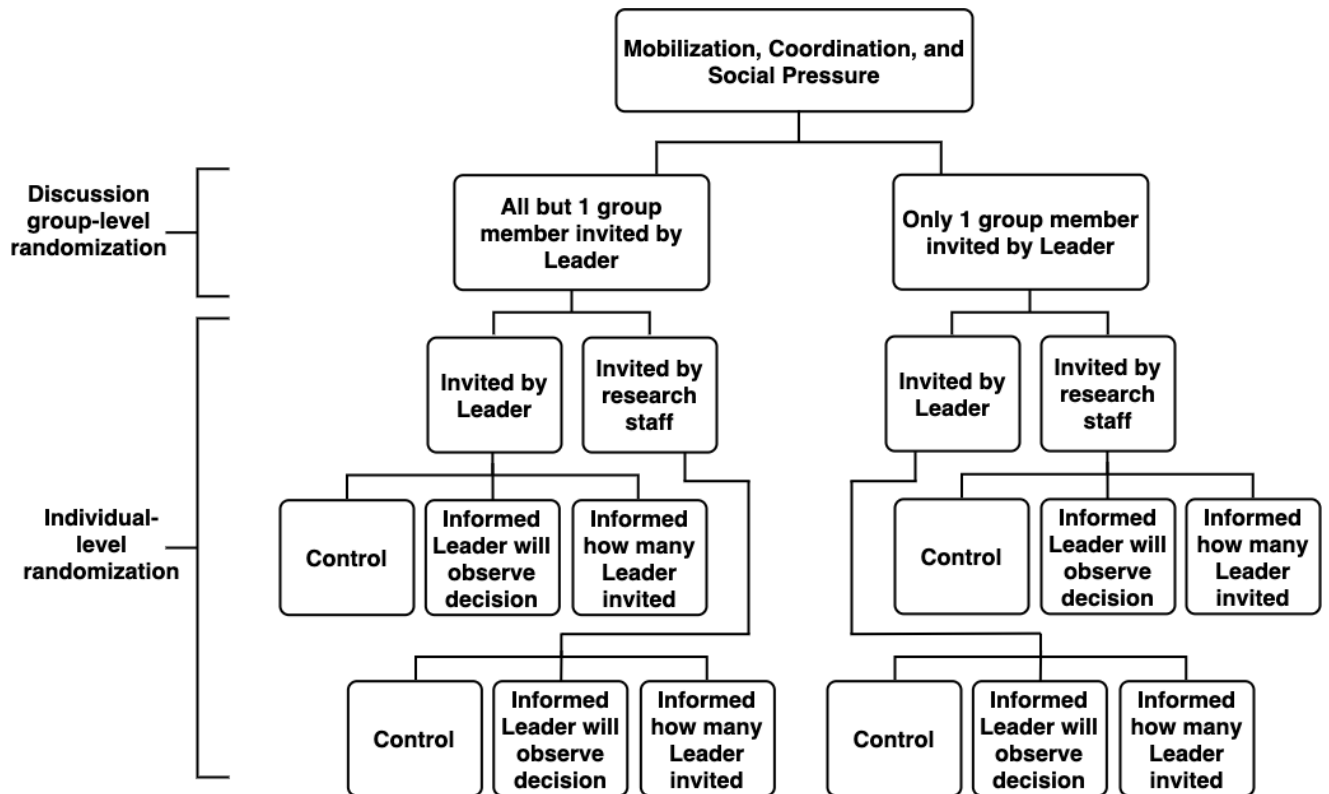 Mobilization, Coordination, and
Social Pressure
Discussion
group-level
randomization
All but 1 group
member invited by
Leader
Only 1 group member
invited by Leader
Individual-
level
randomization
Invited by
Leader
Invited by
research
staff
Invited by
Leader
Invited by
research
staff
Control
Informed
Leader will
observe
decision
Informed
how many
Leader
invited
Control
Informed
Leader will
observe
decision
Informed
how many
Leader
invited
Control
Informed
Leader will
observe
decision
Informed
how many
Leader
invited
Control
Informed
Leader will
observe
decision
Informed
how many
Leader
invited